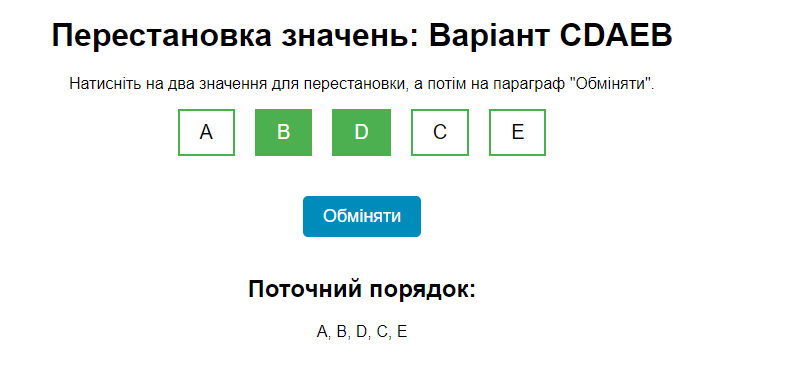 Перестановка значень: Варіант CDAEB
Натисніть на два значення для перестановки, а потім на параграф "Обміняти".
A B D C E
Обміняти
Поточний порядок:
A, B, D, C, E